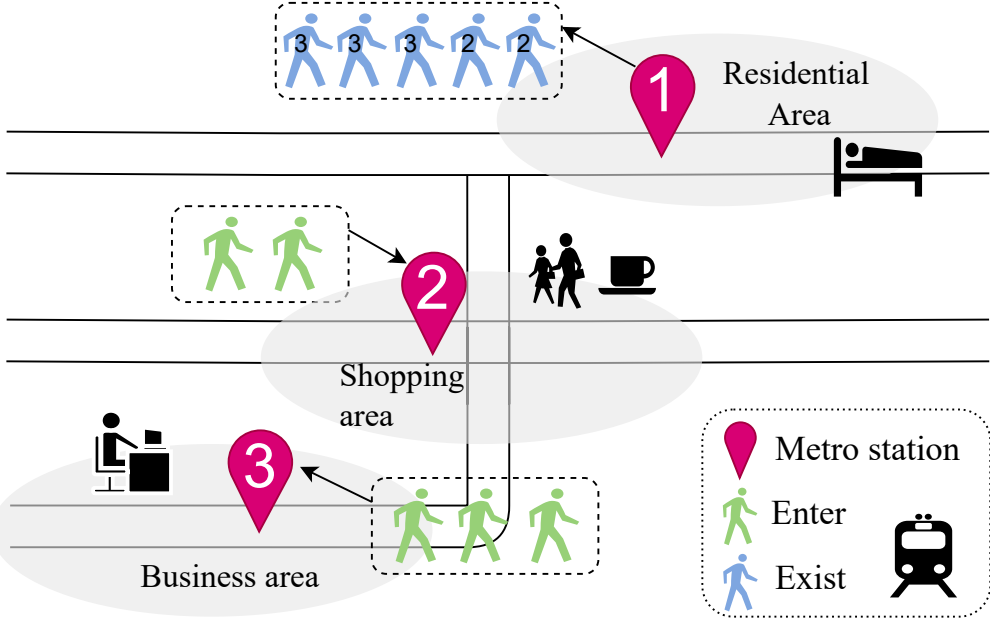 3 3 3 2 2
1
Residential
Area
2
Shopping
area
3
Business area
Metro station
Enter
Exist